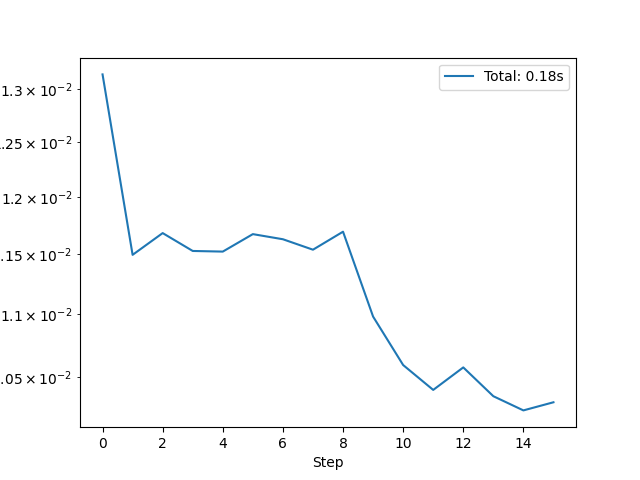 Total: 0.18s
1.3 × 10⁻²
.25 × 10⁻²
1.2 × 10⁻²
.15 × 10⁻²
1.1 × 10⁻²
.05 × 10⁻²
0 2 4 6 8 10 12 14
Step